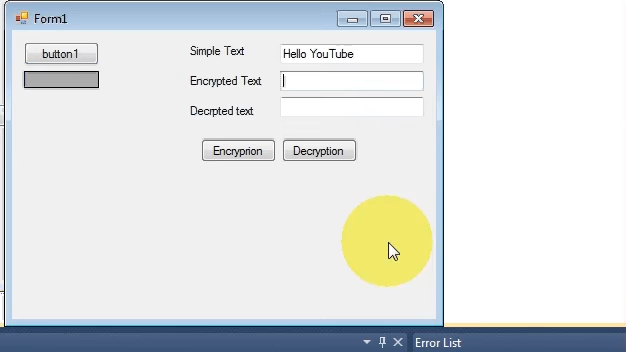 Form1
button1
Simple Text
Hello YouTube
Encrypted Text
Decrpted text
Encryprion
Decryption
Error List